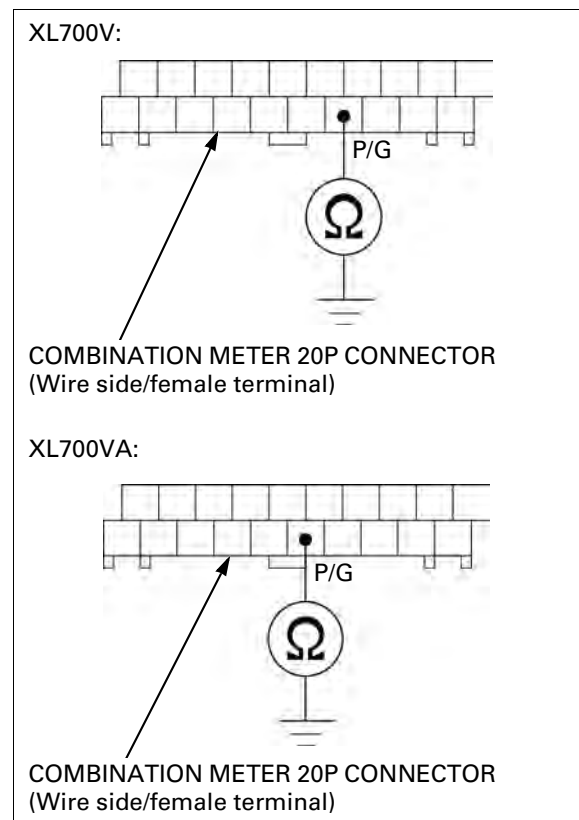 XL700V:
P/G
Ω
COMBINATION METER 20P CONNECTOR
(Wire side/female terminal)
XL700VA:
P/G
Ω
COMBINATION METER 20P CONNECTOR
(Wire side/female terminal)